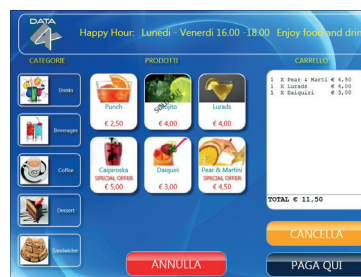 DATA
4
Happy Hour: Lunedì - Venerdì 16.00 -18.00 Enjoy food and drin
CATEGORIE
PRODOTTI
CARRELLO
Drinks
Beverages
Coffee
Dessert
Sandwiches
Punch
€ 2,50
Mojito
€ 4,00
Lurads
€ 4,00
Caipiroska
SPECIAL OFFER
€ 5,00
Daiquiri
€ 3,00
Pear & Martini
SPECIAL OFFER
€ 4,50
1 X Pear & Marti € 4,50
1 X Lurads € 4,00
1 X Daiquiri € 3,00
TOTAL € 11,50
CANCELLA
ANNULLA
PAGA QUI